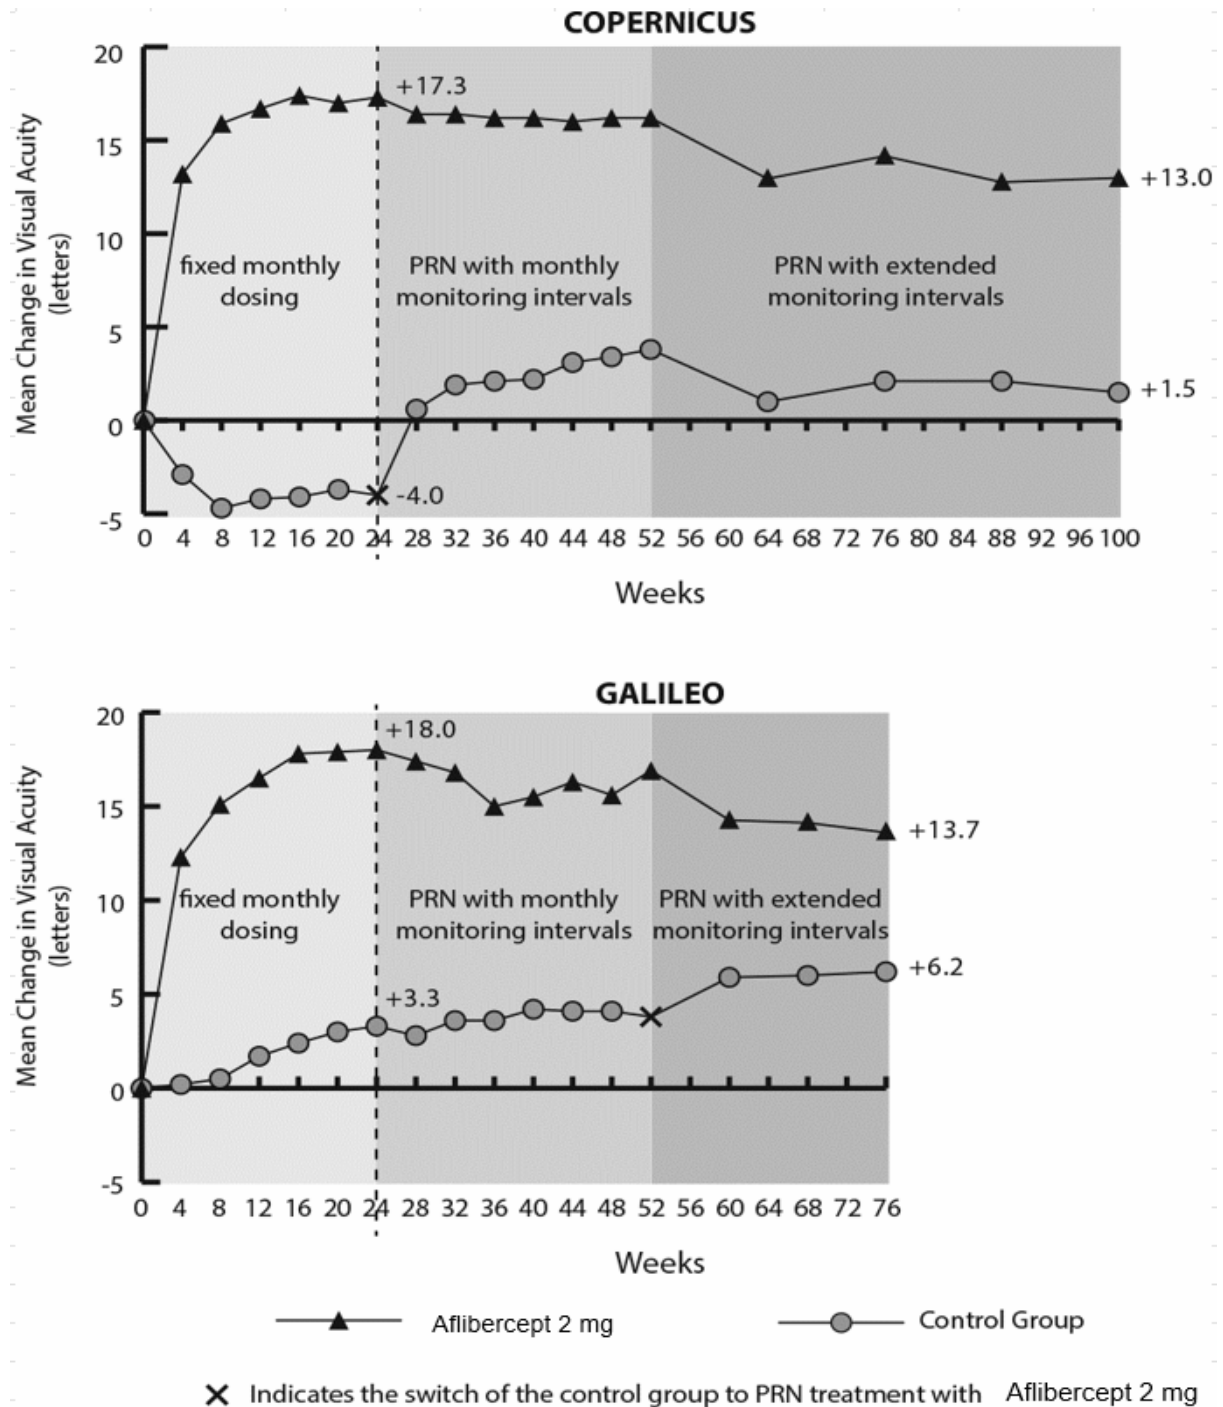 COPERNICUS
Mean Change in Visual Acuity
(letters)
20
15
10
5
0
-5
+17.3
+13.0
fixed monthly
dosing
PRN with monthly
monitoring intervals
PRN with extended
monitoring intervals
+1.5
-4.0
0 4 8 12 16 20 24 28 32 36 40 44 48 52 56 60 64 68 72 76 80 84 88 92 96 100
Weeks
GALILEO
Mean Change in Visual Acuity
(letters)
20
15
10
5
0
-5
+18.0
+13.7
fixed monthly
dosing
PRN with monthly
monitoring intervals
PRN with extended
monitoring intervals
+6.2
+3.3
0 4 8 12 16 20 24 28 32 36 40 44 48 52 56 60 64 68 72 76
Weeks
Aflibercept 2 mg
Control Group
Indicates the switch of the control group to PRN treatment with Aflibercept 2 mg